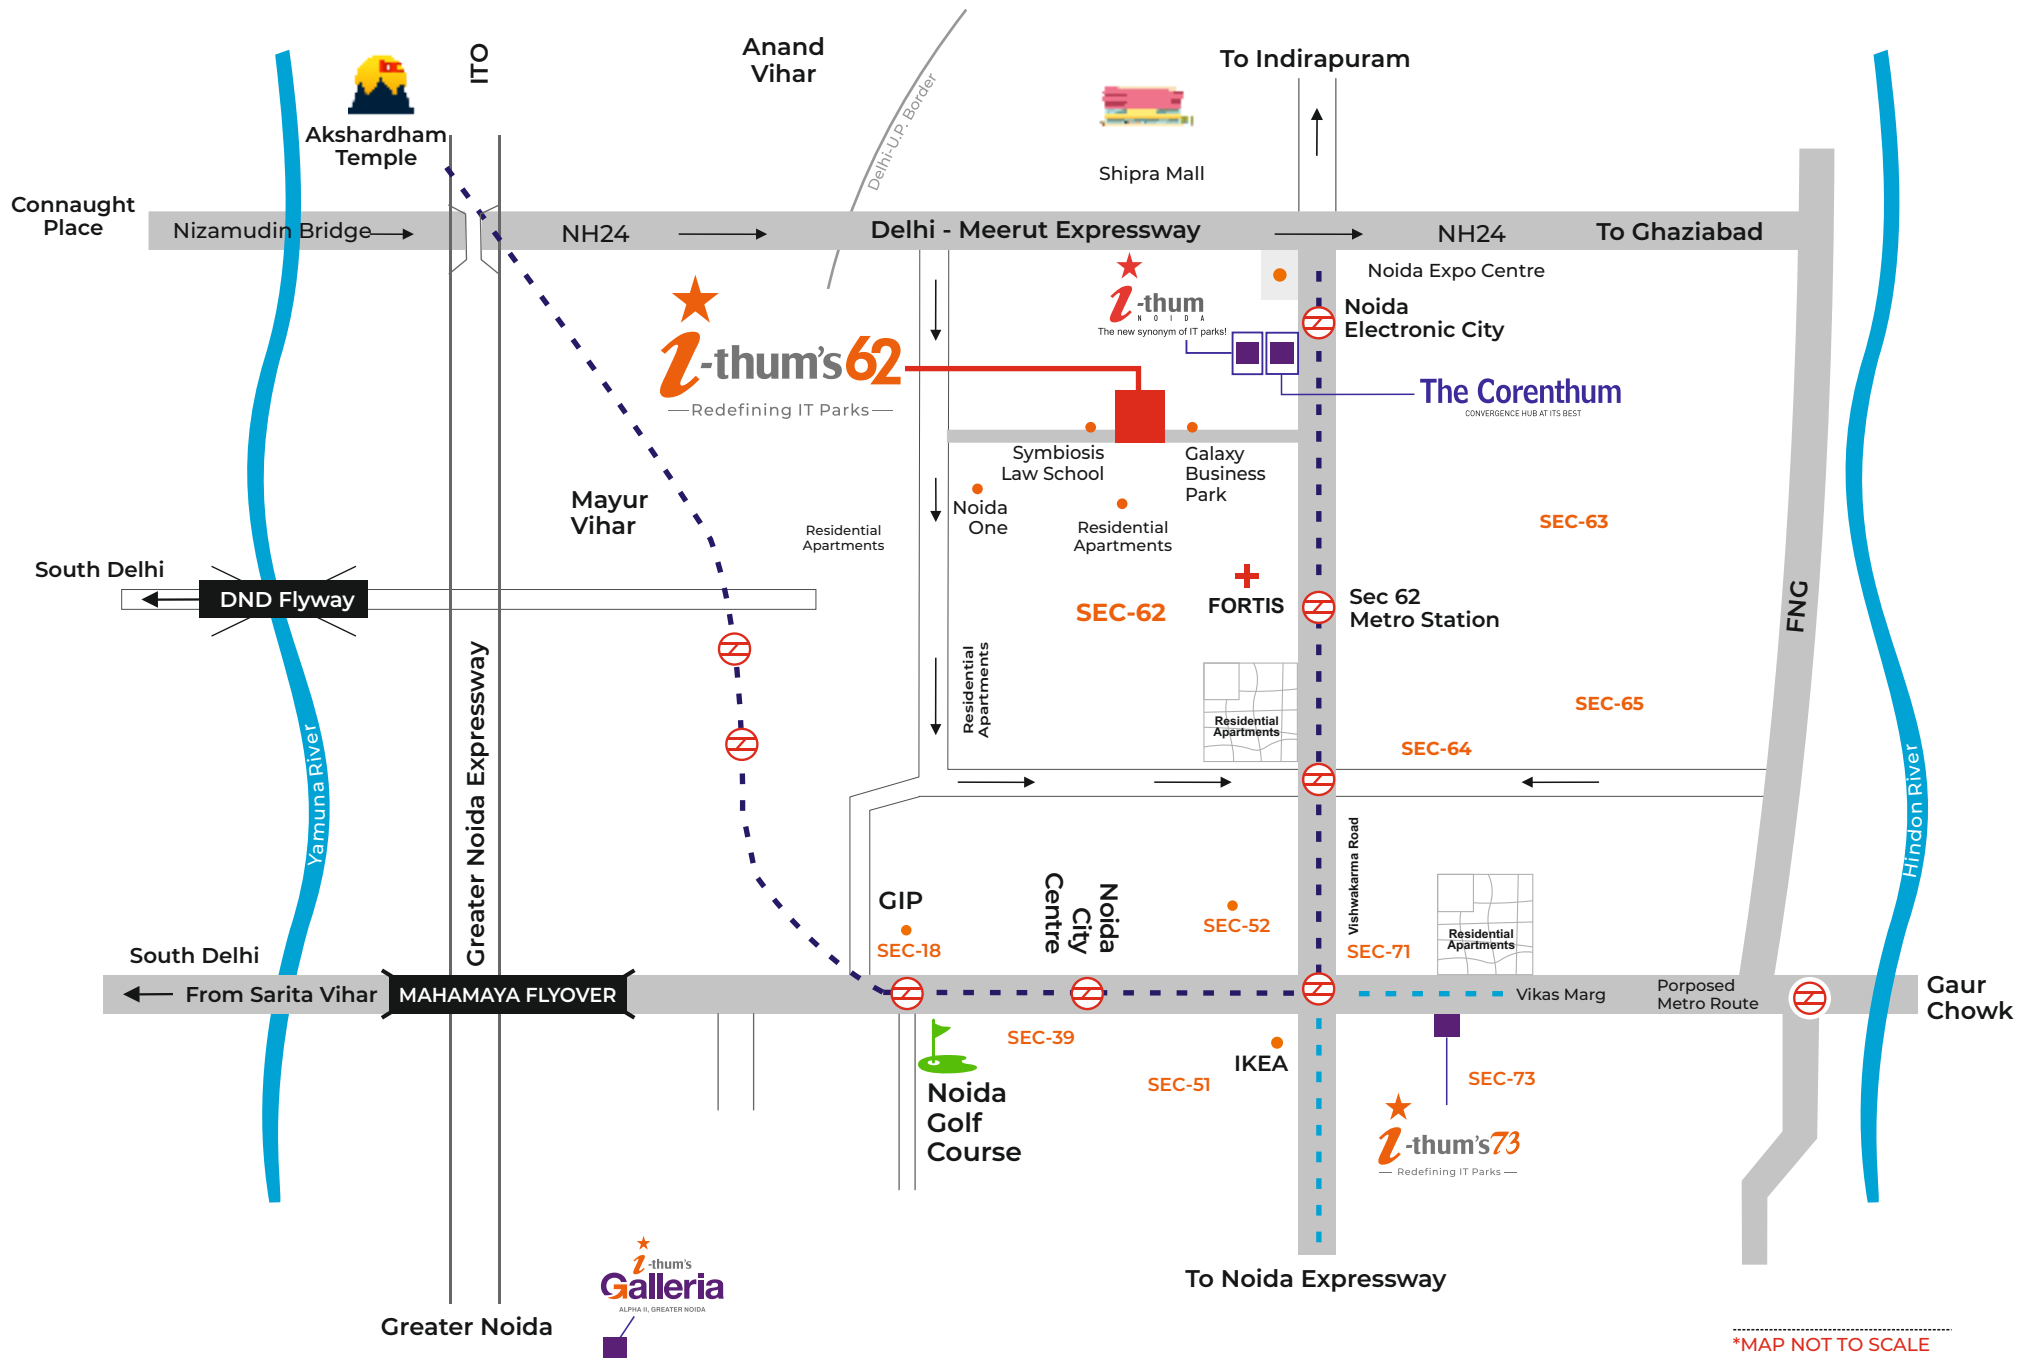 ITO
Anand
Vihar
To Indirapuram
Akshardham
Temple
Delhi-U.P. Border
Shipra Mall
Connaught
Place
Nizamudin Bridge
NH24
Delhi - Meerut Expressway
NH24
To Ghaziabad
Noida Expo Centre
i-thum
NOIDA
The new synonym of IT parks!
Noida
Electronic City
i-thum's62
Redefining IT Parks
The Corenthum
CONVERGENCE HUB AT ITS BEST
Symbiosis
Law School
Galaxy
Business
Park
Mayur
Vihar
Noida
One
Residential
Apartments
Residential
Apartments
SEC-63
South Delhi
DND Flyway
SEC-62
FORTIS
Sec 62
Metro Station
FNG
Greater Noida Expressway
Residential
Apartments
Residential
Apartments
SEC-65
SEC-64
Yamuna River
Hindon River
Vishwakarma Road
GIP
SEC-18
Noida
City
Centre
SEC-52
SEC-71
Residential
Apartments
South Delhi
From Sarita Vihar
MAHAMAYA FLYOVER
Vikas Marg
Porposed
Metro Route
Gaur
Chowk
SEC-39
IKEA
SEC-51
SEC-73
Noida
Golf
Course
i-thum's73
Redefining IT Parks
i-thum's
Galleria
ALPHA II, GREATER NOIDA
To Noida Expressway
Greater Noida
*MAP NOT TO SCALE